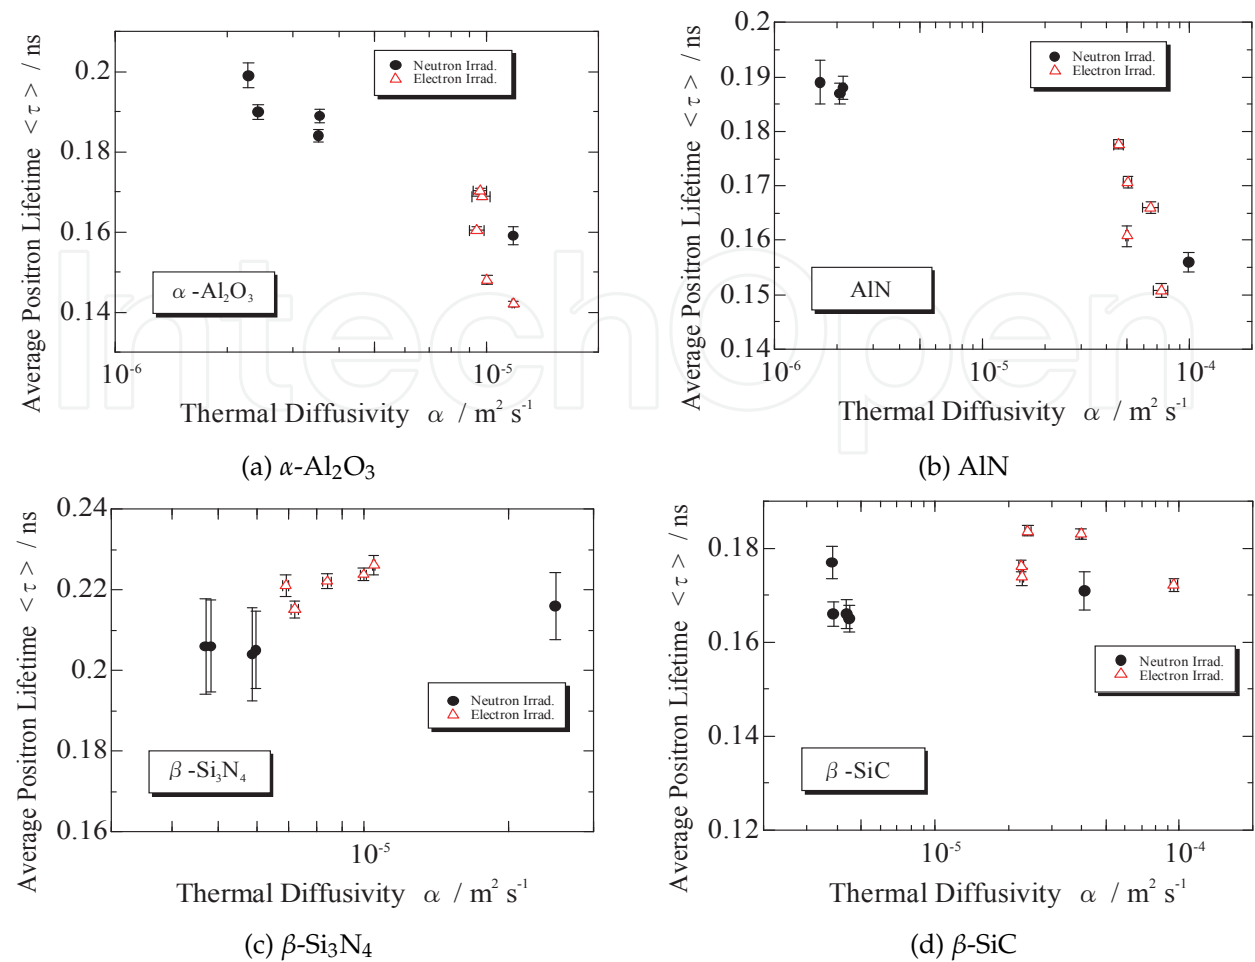 Average Positron Lifetime < τ > / ns
0.2
0.18
0.16
0.14
Neutron Irrad.
Electron Irrad.
α -Al₂O₃
10⁻⁶
10⁻⁵
Thermal Diffusivity α / m² s⁻¹
(a) α-Al₂O₃
Average Positron Lifetime < τ > / ns
0.2
0.19
0.18
0.17
0.16
0.15
0.14
Neutron Irrad.
Electron Irrad.
AlN
10⁻⁶
10⁻⁵
10⁻⁴
Thermal Diffusivity α / m² s⁻¹
(b) AlN
Average Positron Lifetime < τ > / ns
0.24
0.22
0.2
0.18
0.16
Neutron Irrad.
Electron Irrad.
β -Si₃N₄
10⁻⁵
Thermal Diffusivity α / m² s⁻¹
(c) β-Si₃N₄
Average Positron Lifetime < τ > / ns
0.18
0.16
0.14
0.12
Neutron Irrad.
Electron Irrad.
β -SiC
10⁻⁵
10⁻⁴
Thermal Diffusivity α / m² s⁻¹
(d) β-SiC
IntechOpen